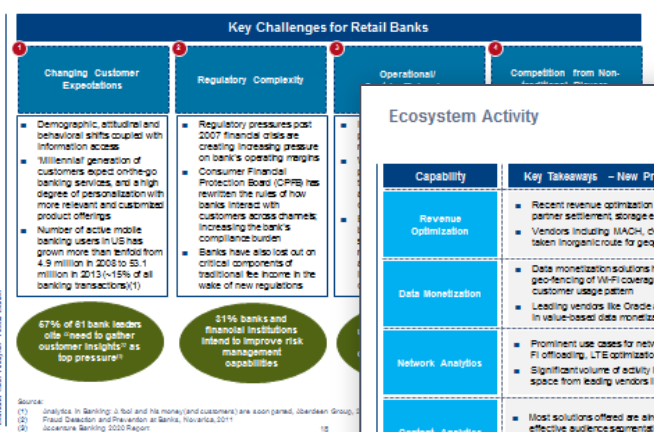 Key Challenges for Retail Banks
1
2
3
4
Changing Customer
Expectations
Regulatory Complexity
Operational/
Competition from Non-
Demographic, attitudinal and
behavioral shifts coupled with
information access
'Millennial' generation of
customers expect on-the-go
banking services, and a high
degree of personalization with
more relevant and customized
product offerings
Number of active mobile
banking users in US has
grown more than tenfold from
4.9 million in 2008 to 53.1
million in 2013 (~15% of all
banking transactions)(1)
Regulatory pressures post
2007 financial crisis are
creating increasing pressure
on bank's operating margins
Consumer Financial
Protection Board (CPFB) has
rewritten the rules of how
banks interact with
customers across channels;
increasing the bank's
compliance burden
Banks have also lost out on
critical components of
traditional fee income in the
wake of new regulations
57% of 81 bank leaders
cite "need to gather
customer insights" as
top pressure(1)
31% banks and
financial institutions
intend to improve risk
management
capabilities
Source:
(1) Analytics in Banking: A fool and his money (and customers) are soon parted, Aberdeen Group,
(2) Fraud Detection and Prevention at Banks, Novarica, 2011
(3) Accenture Banking 2020 Report
Ecosystem Activity
Capability
Key Takeaways – New
Revenue
Optimization
Recent revenue optimization
partner settlement, storage
Vendors including MACH,
taken inorganic route for
Data Monetization
Data monetization solutions
geo-fencing of Wi-Fi
customer usage pattern
Leading vendors like Oracle
in value-based data
Network Analytics
Prominent use cases for
FI offloading, LTE
Significant volume of activity
space from leading vendors
Content Analytics
Most solutions offered are
effective audience